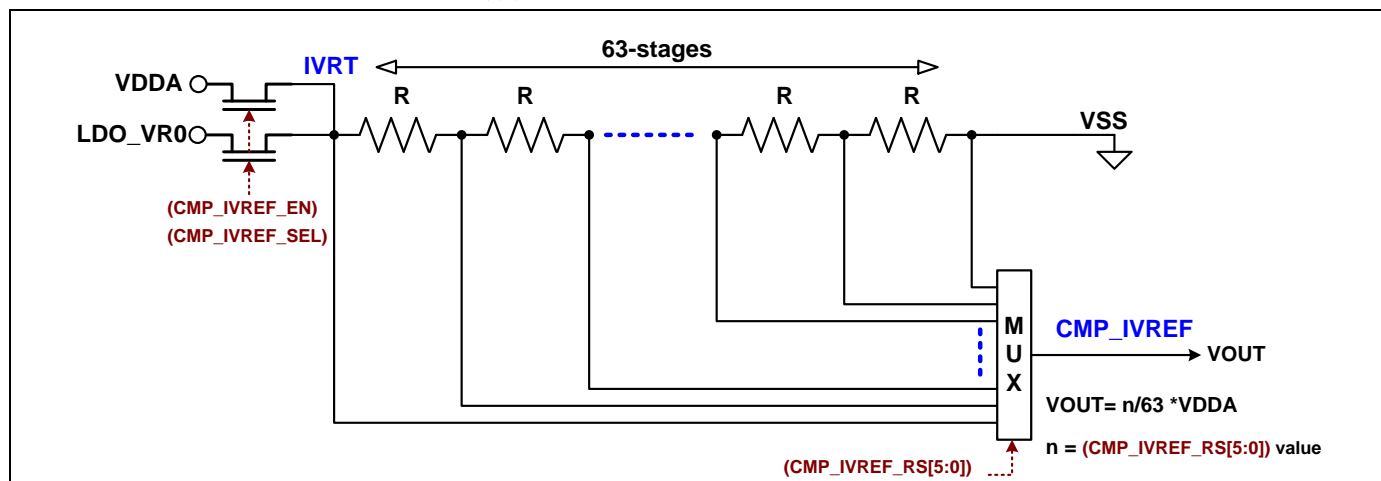 63-stages
IVRT
VDDA
R R R R
LDO_VR0
VSS
(CMP_IVREF_EN)
(CMP_IVREF_SEL)
MUX
CMP_IVREF
VOUT
VOUT= n/63 *VDDA
n = (CMP_IVREF_RS[5:0]) value
(CMP_IVREF_RS[5:0])